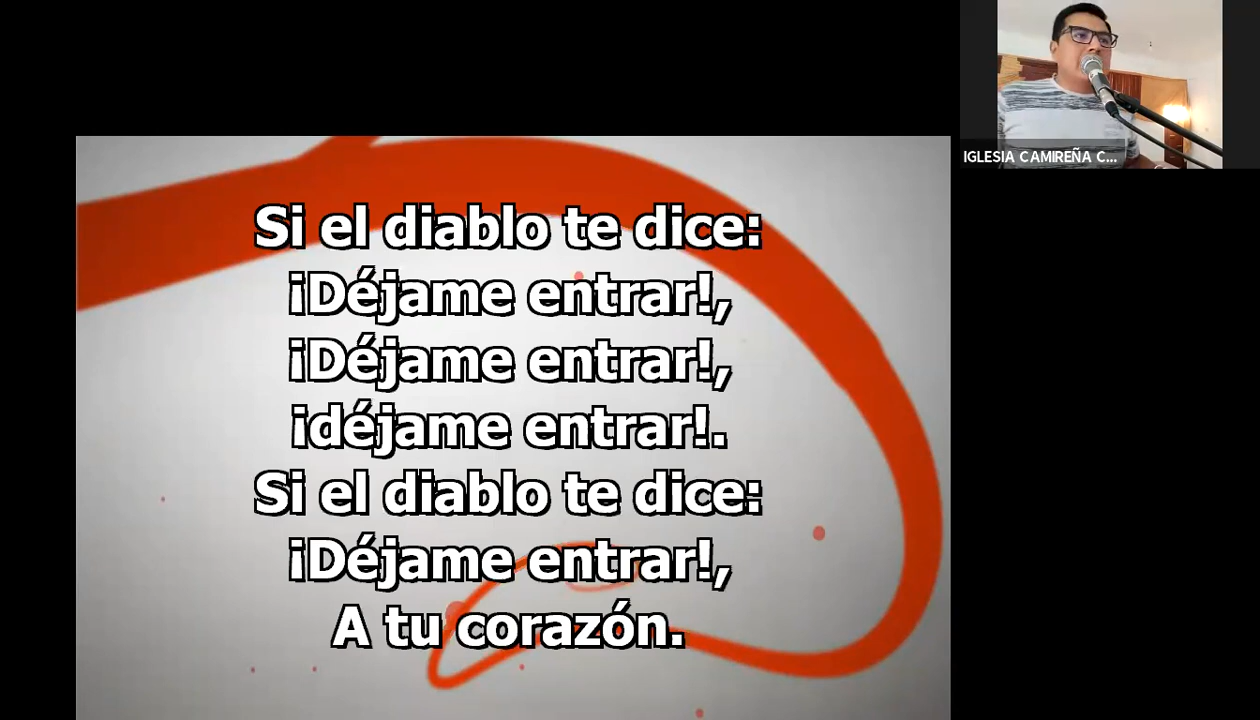 Si el diablo te dice:
¡Déjame entrar!,
¡Déjame entrar!,
¡déjame entrar!.
Si el diablo te dice:
¡Déjame entrar!,
A tu corazón.
IGLESIA CAMIREÑA C...